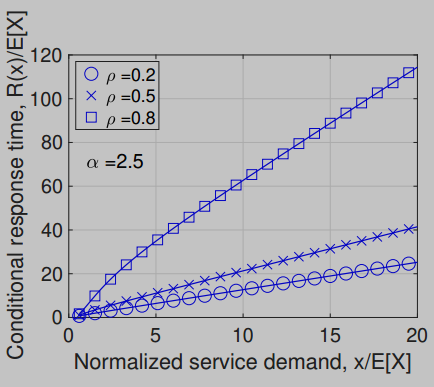 Conditional response time, R(x)/E[X]
120
100
80
60
40
20
0
ρ =0.2
ρ =0.5
ρ =0.8
α =2.5
0 5 10 15 20
Normalized service demand, x/E[X]